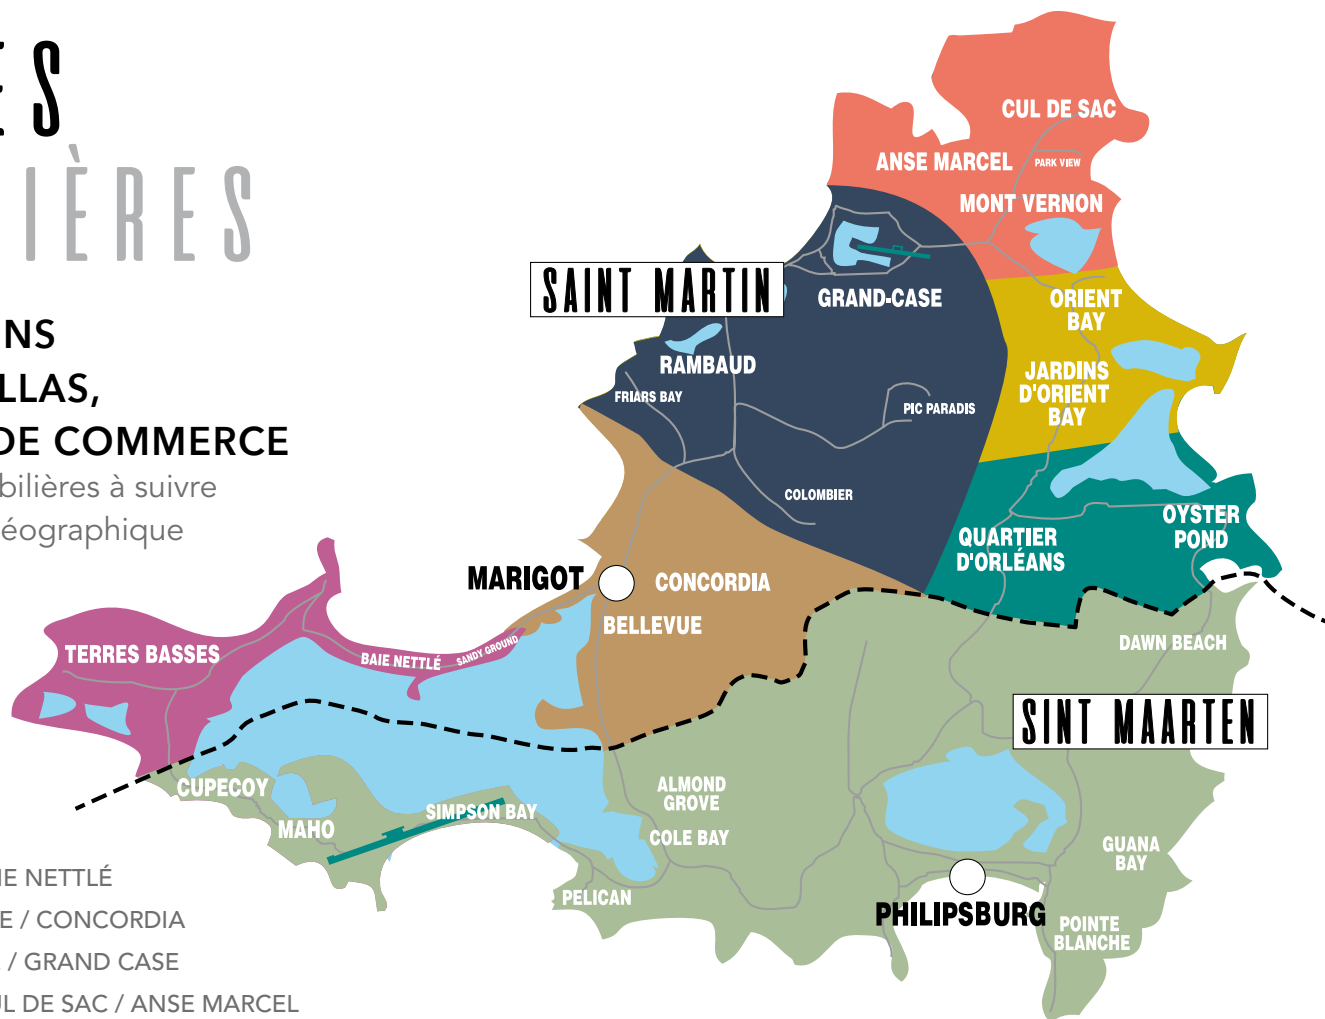 ES
IÈRES
NS
LLAS,
DE COMMERCE
bilières à suivre
éographique
CUL DE SAC
ANSE MARCEL
PARK VIEW
MONT VERNON
SAINT MARTIN
GRAND-CASE
ORIENT
BAY
RAMBAUD
JARDINS
D'ORIENT
BAY
FRIARS BAY
PIC PARADIS
COLOMBIER
OYSTER
POND
QUARTIER
D'ORLÉANS
MARIGOT
CONCORDIA
BELLEVUE
TERRES BASSES
BAIE NETTLÉ
SANDY GROUND
DAWN BEACH
SINT MAARTEN
CUPECOY
MAHO
SIMPSON BAY
ALMOND
GROVE
COLE BAY
GUANA
BAY
PELICAN
PHILIPSBURG
POINTE
BLANCHE
IE NETTLÉ
E / CONCORDIA
/ GRAND CASE
UL DE SAC / ANSE MARCEL